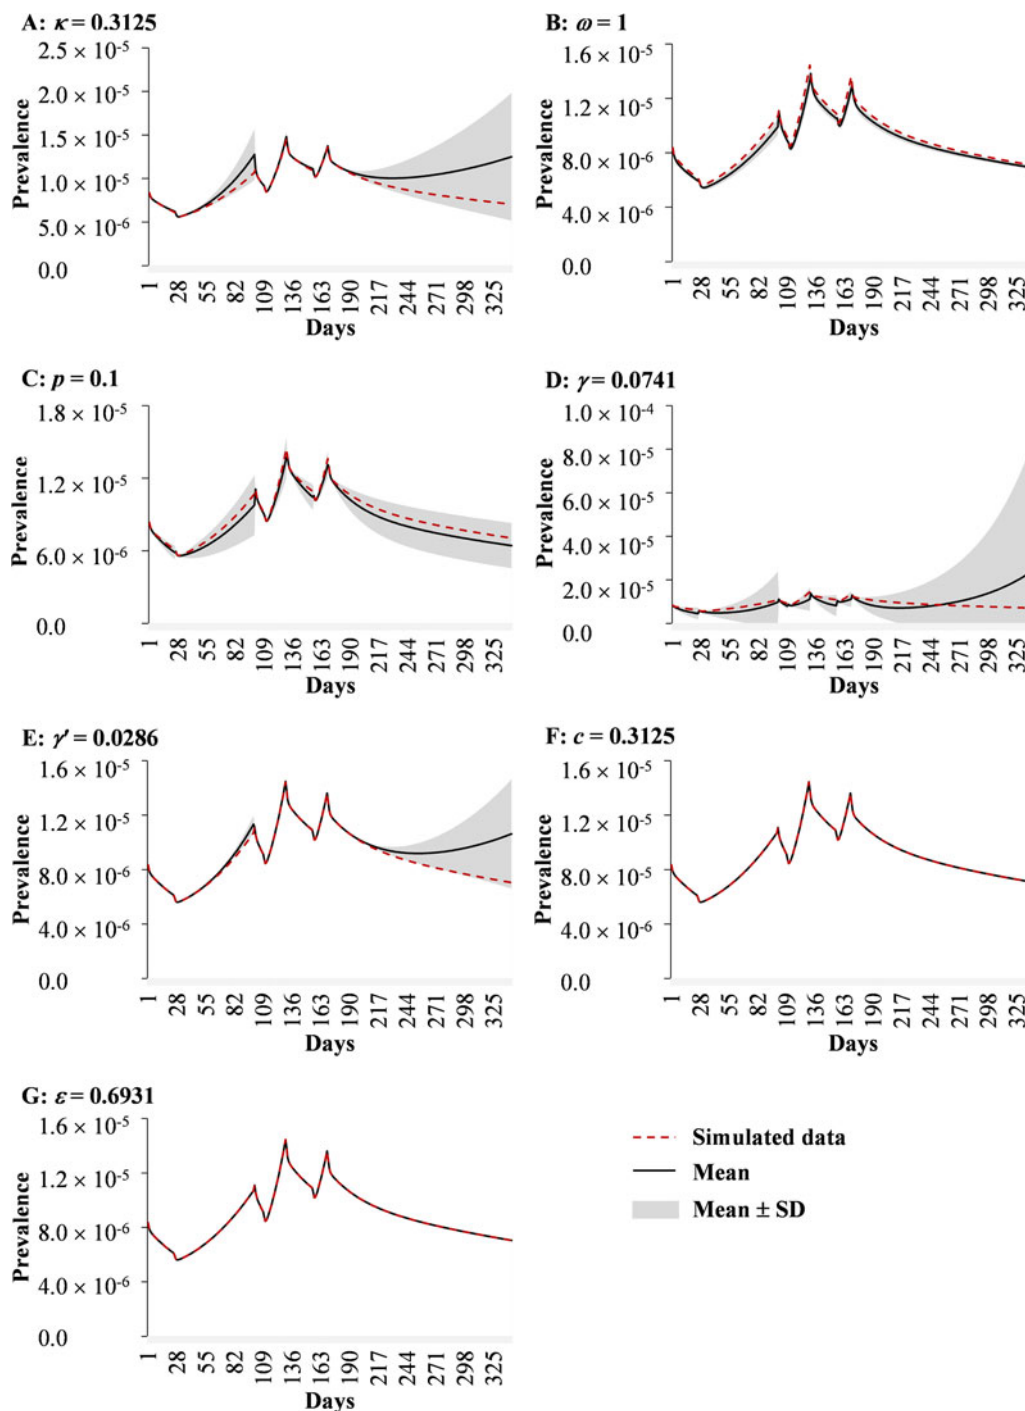 A: κ = 0.3125
2.5 × 10⁻⁵
2.0 × 10⁻⁵
1.5 × 10⁻⁵
1.0 × 10⁻⁵
5.0 × 10⁻⁶
0.0
Prevalence
1 28 55 82 109 136 163 190 217 244 271 298 325
Days
B: ω = 1
1.6 × 10⁻⁵
1.2 × 10⁻⁵
8.0 × 10⁻⁶
4.0 × 10⁻⁶
0.0
Prevalence
1 28 55 82 109 136 163 190 217 244 271 298 325
Days
C: p = 0.1
1.8 × 10⁻⁵
1.2 × 10⁻⁵
6.0 × 10⁻⁶
0.0
Prevalence
1 28 55 82 109 136 163 190 217 244 271 298 325
Days
D: γ = 0.0741
1.0 × 10⁻⁴
8.0 × 10⁻⁵
6.0 × 10⁻⁵
4.0 × 10⁻⁵
2.0 × 10⁻⁵
0.0
Prevalence
1 28 55 82 109 136 163 190 217 244 271 298 325
Days
E: γ′ = 0.0286
1.6 × 10⁻⁵
1.2 × 10⁻⁵
8.0 × 10⁻⁶
4.0 × 10⁻⁶
0.0
Prevalence
1 28 55 82 109 136 163 190 217 244 271 298 325
Days
F: c = 0.3125
1.6 × 10⁻⁵
1.2 × 10⁻⁵
8.0 × 10⁻⁶
4.0 × 10⁻⁶
0.0
Prevalence
1 28 55 82 109 136 163 190 217 244 271 298 325
Days
G: ε = 0.6931
1.6 × 10⁻⁵
1.2 × 10⁻⁵
8.0 × 10⁻⁶
4.0 × 10⁻⁶
0.0
Prevalence
1 28 55 82 109 136 163 190 217 244 271 298 325
Days
Simulated data
Mean
Mean ± SD